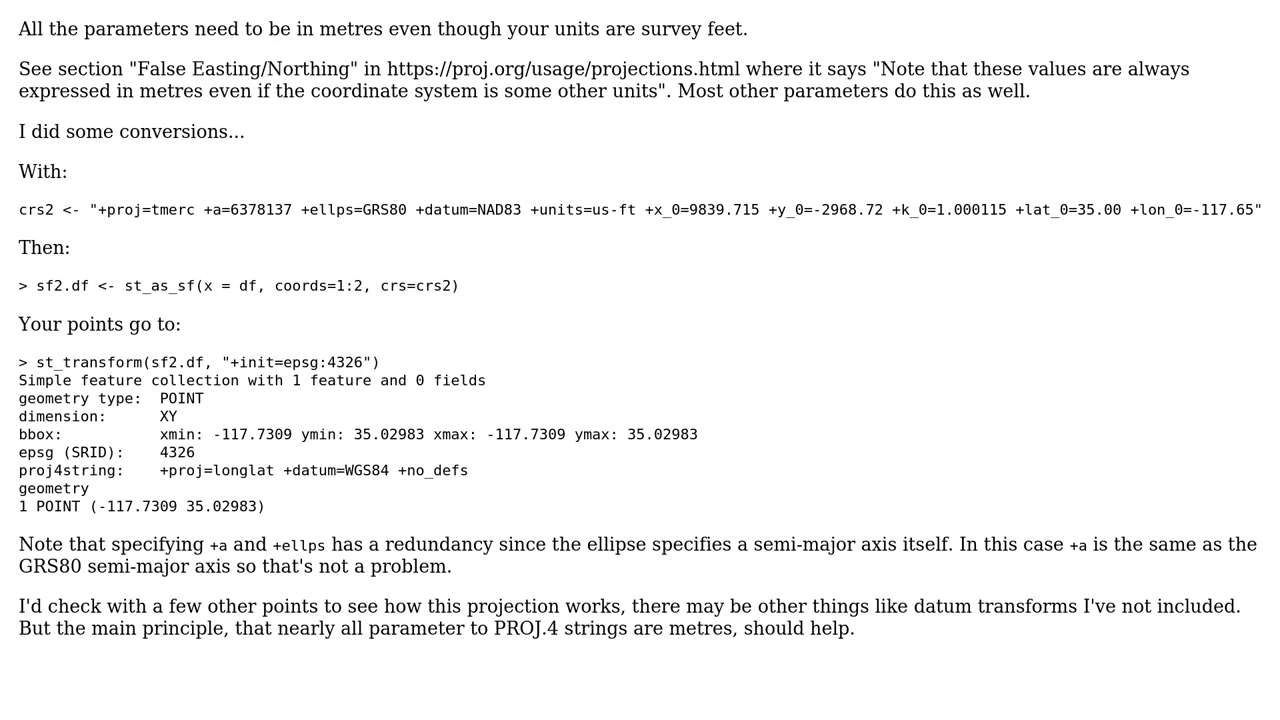 All the parameters need to be in metres even though your units are survey feet.
See section "False Easting/Northing" in https://proj.org/usage/projections.html where it says "Note that these values are always
expressed in metres even if the coordinate system is some other units". Most other parameters do this as well.
I did some conversions...
With:
crs2 <- "+proj=tmerc +a=6378137 +ellps=GRS80 +datum=NAD83 +units=us-ft +x_0=9839.715 +y_0=-2968.72 +k_0=1.000115 +lat_0=35.00 +lon_0=-117.65"
Then:
> sf2.df <- st_as_sf(x = df, coords=1:2, crs=crs2)
Your points go to:
> st_transform(sf2.df, "+init=epsg:4326")
Simple feature collection with 1 feature and 0 fields
geometry type:  POINT
dimension:      XY
bbox:           xmin: -117.7309 ymin: 35.02983 xmax: -117.7309 ymax: 35.02983
epsg (SRID):    4326
proj4string:    +proj=longlat +datum=WGS84 +no_defs
geometry
1 POINT (-117.7309 35.02983)
Note that specifying +a and +ellps has a redundancy since the ellipse specifies a semi-major axis itself. In this case +a is the same as the
GRS80 semi-major axis so that's not a problem.
I'd check with a few other points to see how this projection works, there may be other things like datum transforms I've not included.
But the main principle, that nearly all parameter to PROJ.4 strings are metres, should help.